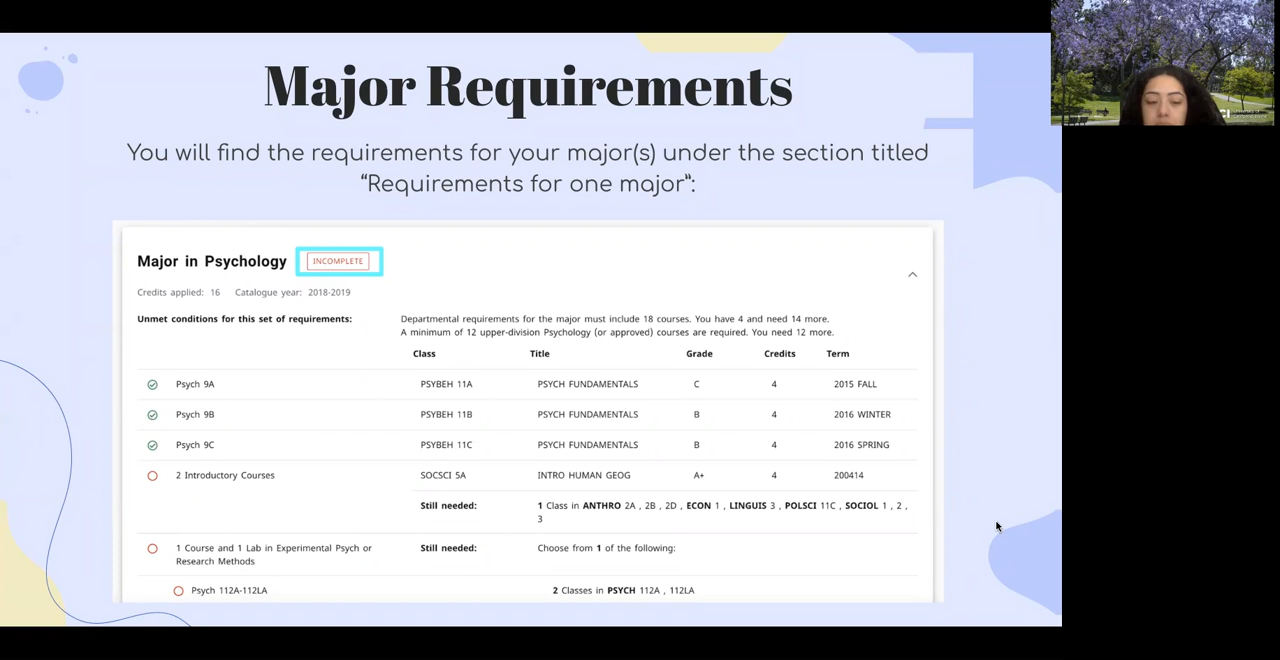 Major Requirements
You will find the requirements for your major(s) under the section titled
“Requirements for one major”:
Major in Psychology INCOMPLETE
Credits applied: 16 Catalogue year: 2018-2019
Unmet conditions for this set of requirements: Departmental requirements for the major must include 18 courses. You have 4 and need 14 more.
A minimum of 12 upper-division Psychology (or approved) courses are required. You need 12 more.
Class Title Grade Credits Term
Psych 9A PSYBEH 11A PSYCH FUNDAMENTALS C 4 2015 FALL
Psych 9B PSYBEH 11B PSYCH FUNDAMENTALS B 4 2016 WINTER
Psych 9C PSYBEH 11C PSYCH FUNDAMENTALS B 4 2016 SPRING
2 Introductory Courses SOCSCI 5A INTRO HUMAN GEOG A+ 4 200414
Still needed: 1 Class in ANTHRO 2A , 2B , 2D , ECON 1 , LINGUIS 3 , POLSCI 11C , SOCIOL 1 , 2 ,
3
1 Course and 1 Lab in Experimental Psych or Still needed: Choose from 1 of the following:
Research Methods
Psych 112A-112LA 2 Classes in PSYCH 112A , 112LA